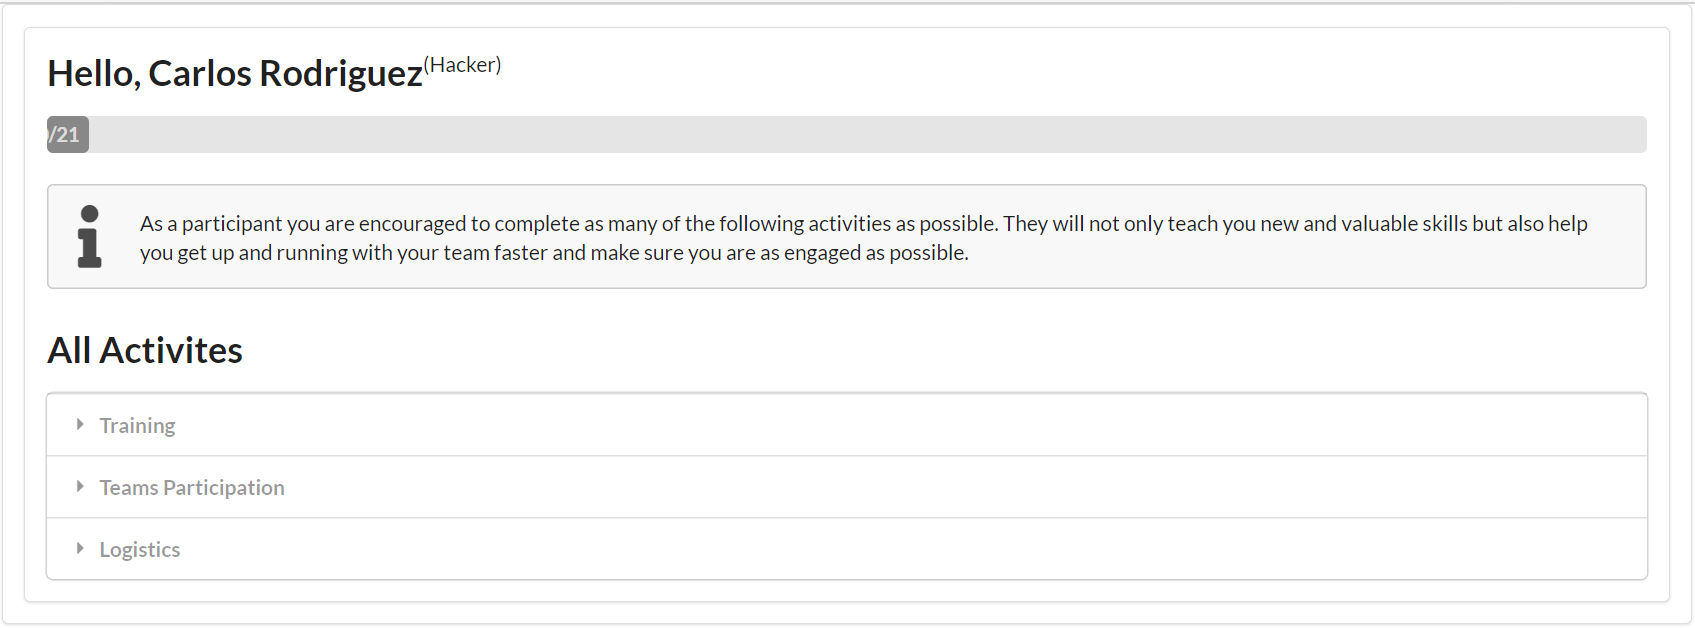 Hello, Carlos Rodriguez(Hacker)
/21
As a participant you are encouraged to complete as many of the following activities as possible. They will not only teach you new and valuable skills but also help
you get up and running with your team faster and make sure you are as engaged as possible.
All Activites
Training
Teams Participation
Logistics